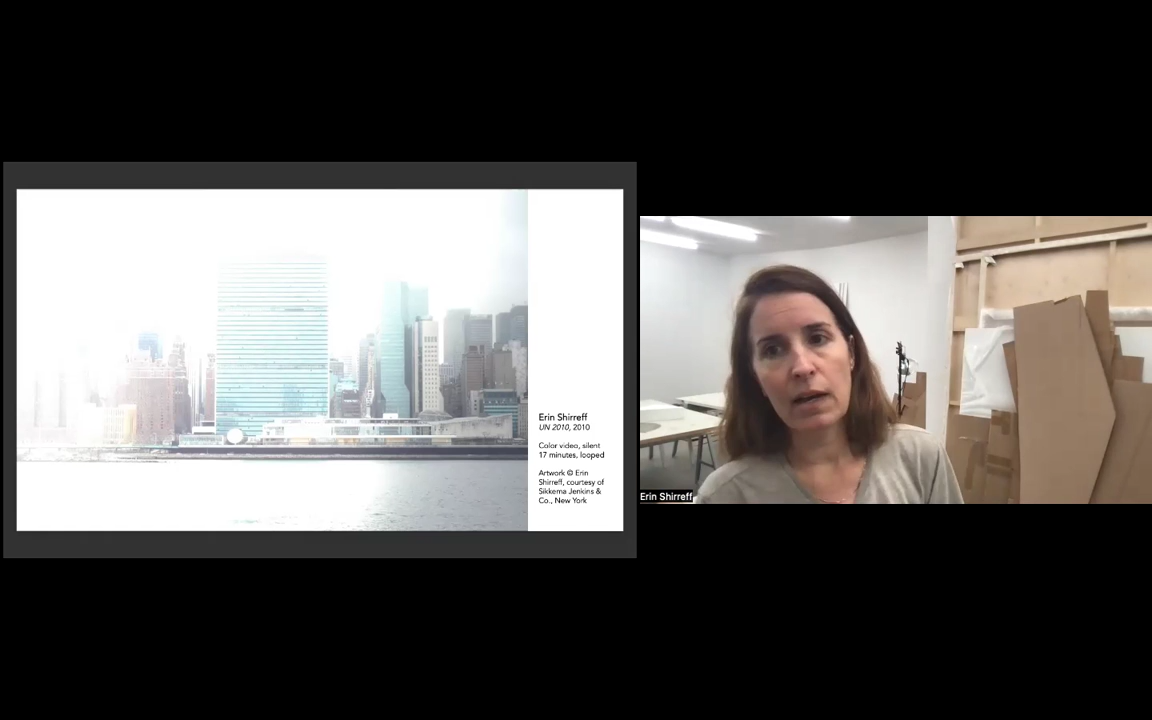 Erin Shirreff
UN 2010, 2010
Color video, silent
17 minutes, looped
Artwork © Erin
Shirreff, courtesy of
Sikkema Jenkins &
Co., New York
Erin Shirreff